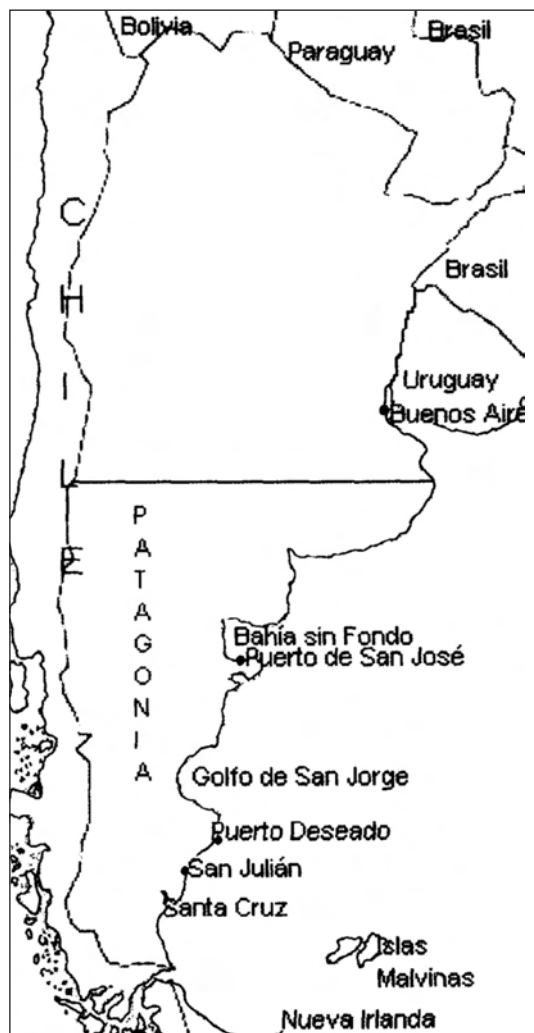 Bolivia
Brasil
Paraguay
C
H
I
L
E
Brasil
Uruguay
Buenos Aire
P
A
T
A
G
O
N
I
A
Bahía sin Fondo
Puerto de San José
Golfo de San Jorge
Puerto Deseado
San Julián
Santa Cruz
Islas
Malvinas
Nueva Irlanda